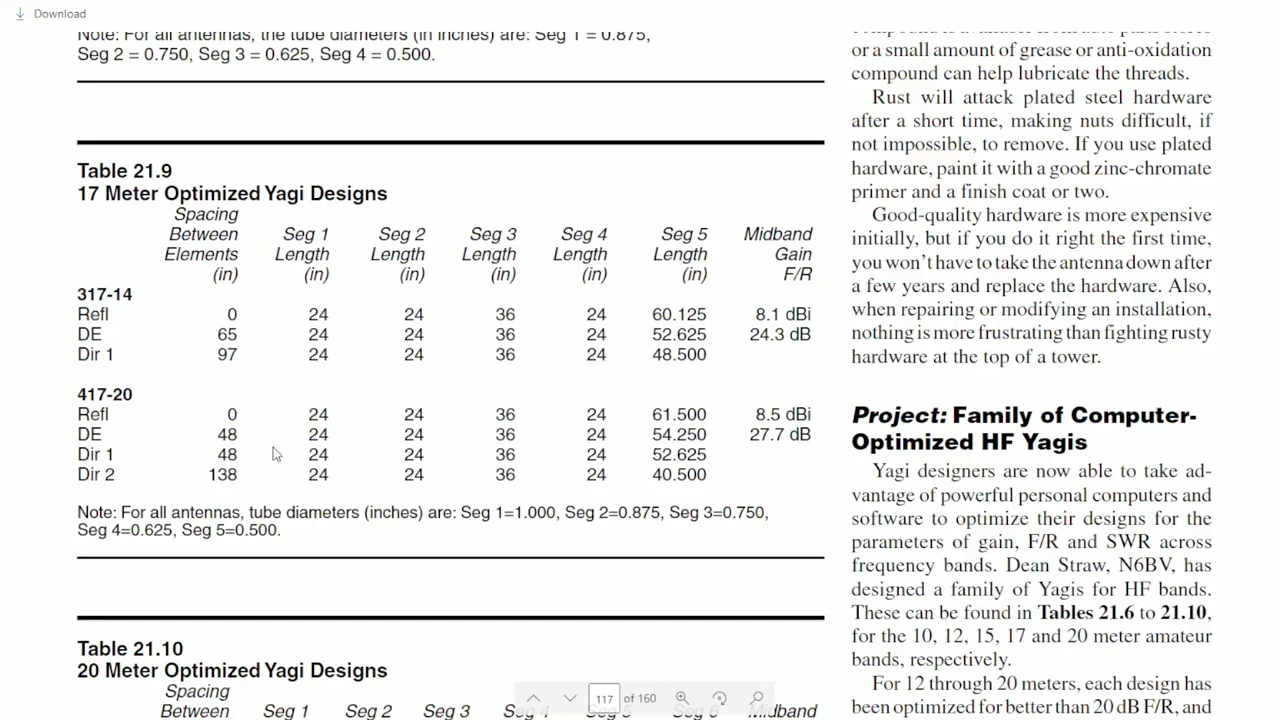 Download
Note: For all antennas, the tube diameters (in inches) are: Seg 1 = 0.875,
Seg 2 = 0.750, Seg 3 = 0.625, Seg 4 = 0.500.
Table 21.9
17 Meter Optimized Yagi Designs
Spacing
Between Seg 1 Seg 2 Seg 3 Seg 4 Seg 5 Midband
Elements Length Length Length Length Length Gain
(in) (in) (in) (in) (in) (in) F/R
317-14
Refl 0 24 24 36 24 60.125 8.1 dBi
DE 65 24 24 36 24 52.625 24.3 dB
Dir 1 97 24 24 36 24 48.500
417-20
Refl 0 24 24 36 24 61.500 8.5 dBi
DE 48 24 24 36 24 54.250 27.7 dB
Dir 1 48 24 24 36 24 52.625
Dir 2 138 24 24 36 24 40.500
Note: For all antennas, tube diameters (inches) are: Seg 1=1.000, Seg 2=0.875, Seg 3=0.750,
Seg 4=0.625, Seg 5=0.500.
Table 21.10
20 Meter Optimized Yagi Designs
Spacing
Between Seg 1 Seg 2 Seg 3 Seg 4 Seg 5 Seg 6 Midband
compound is available from auto parts stores
or a small amount of grease or anti-oxidation
compound can help lubricate the threads.
Rust will attack plated steel hardware
after a short time, making nuts difficult, if
not impossible, to remove. If you use plated
hardware, paint it with a good zinc-chromate
primer and a finish coat or two.
Good-quality hardware is more expensive
initially, but if you do it right the first time,
you won't have to take the antenna down after
a few years and replace the hardware. Also,
when repairing or modifying an installation,
nothing is more frustrating than fighting rusty
hardware at the top of a tower.
Project: Family of Computer-
Optimized HF Yagis
Yagi designers are now able to take ad-
vantage of powerful personal computers and
software to optimize their designs for the
parameters of gain, F/R and SWR across
frequency bands. Dean Straw, N6BV, has
designed a family of Yagis for HF bands.
These can be found in Tables 21.6 to 21.10,
for the 10, 12, 15, 17 and 20 meter amateur
bands, respectively.
For 12 through 20 meters, each design has
been optimized for better than 20 dB F/R, and
117 of 160